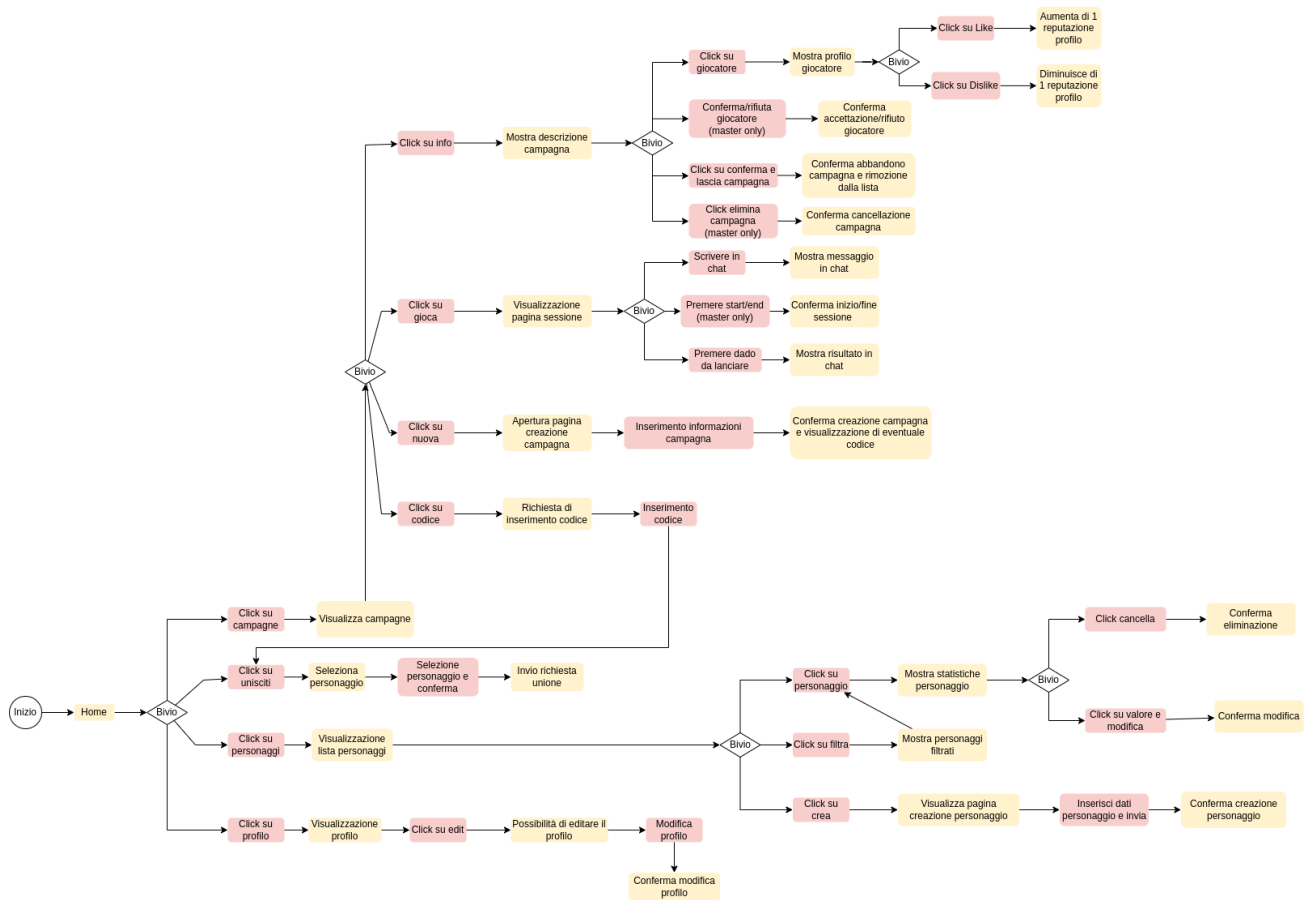 Aumenta di 1
reputazione
profilo
Click su Like
Click su
giocatore
Mostra profilo
giocatore
Bivio
Diminuisce di
1 reputazione
profilo
Click su Dislike
Conferma/rifiuta
giocatore
(master only)
Conferma
accettazione/rifiuto
giocatore
Click su info
Mostra descrizione
campagna
Bivio
Click su conferma e
lascia campagna
Conferma abbandono
campagna e rimozione
dalla lista
Click elimina
campagna
(master only)
Conferma cancellazione
campagna
Scrivere in
chat
Mostra messaggio
in chat
Click su
gioca
Visualizzazione
pagina sessione
Bivio
Premere start/end
(master only)
Conferma inizio/fine
sessione
Premere dado
da lanciare
Mostra risultato in
chat
Bivio
Click su
nuova
Apertura pagina
creazione
campagna
Inserimento informazioni
campagna
Conferma creazione campagna
e visualizzazione di eventuale
codice
Click su
codice
Richiesta di
inserimento codice
Inserimento
codice
Click su
campagne
Visualizza campagne
Click su
unisciti
Seleziona
personaggio
Selezione
personaggio e
conferma
Invio richiesta
unione
Inizio
Home
Bivio
Click su
personaggi
Visualizzazione
lista personaggi
Bivio
Click su
personaggio
Mostra statistiche
personaggio
Bivio
Click cancella
Conferma
eliminazione
Click su valore e
modifica
Conferma modifica
Click su filtra
Mostra personaggi
filtrati
Click su
crea
Visualizza pagina
creazione personaggio
Inserisci dati
personaggio e invia
Conferma creazione
personaggio
Click su
profilo
Visualizzazione
profilo
Click su edit
Possibilità di editare il
profilo
Modifica
profilo
Conferma modifica
profilo